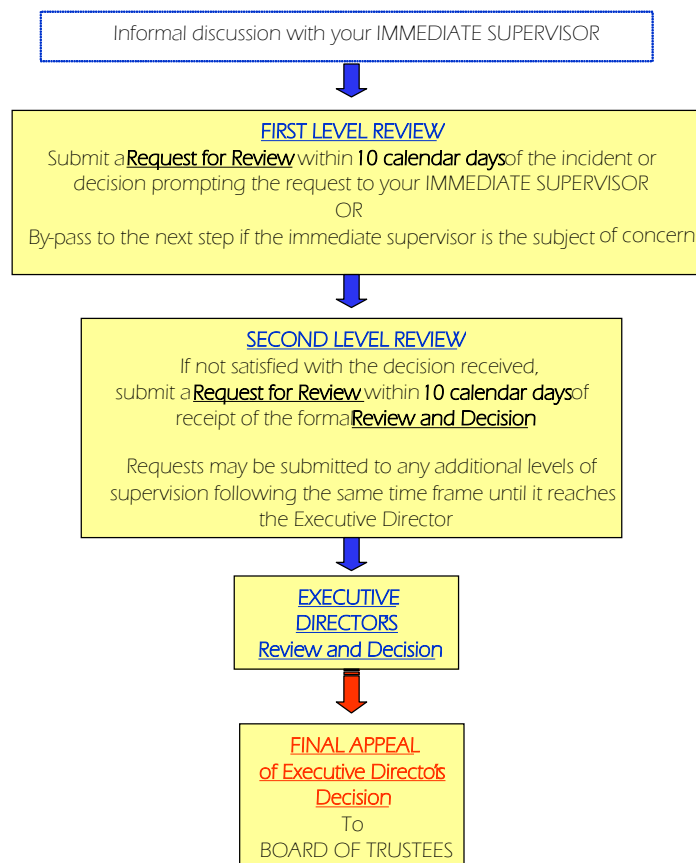 Informal discussion with your IMMEDIATE SUPERVISOR
FIRST LEVEL REVIEW
Submit a Request for Review within 10 calendar days of the incident or
decision prompting the request to your IMMEDIATE SUPERVISOR
OR
By-pass to the next step if the immediate supervisor is the subject of concern
SECOND LEVEL REVIEW
If not satisfied with the decision received,
submit a Request for Review within 10 calendar days of
receipt of the formal Review and Decision
Requests may be submitted to any additional levels of
supervision following the same time frame until it reaches
the Executive Director
EXECUTIVE
DIRECTOR'S
Review and Decision
FINAL APPEAL
of Executive Director's
Decision
To
BOARD OF TRUSTEES